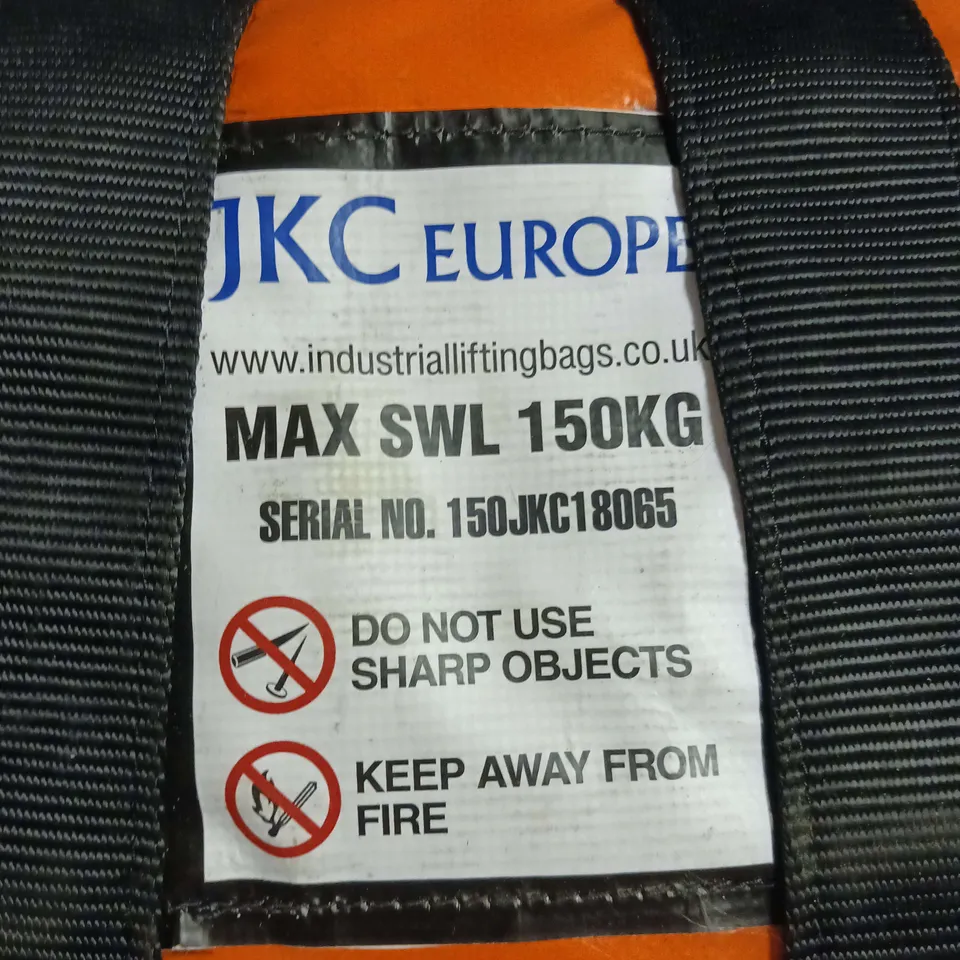 JKC EUROPE
www.industrialliftingbags.co.uk
MAX SWL 150KG
SERIAL NO. 150JKC18065
DO NOT USE
SHARP OBJECTS
KEEP AWAY FROM
FIRE